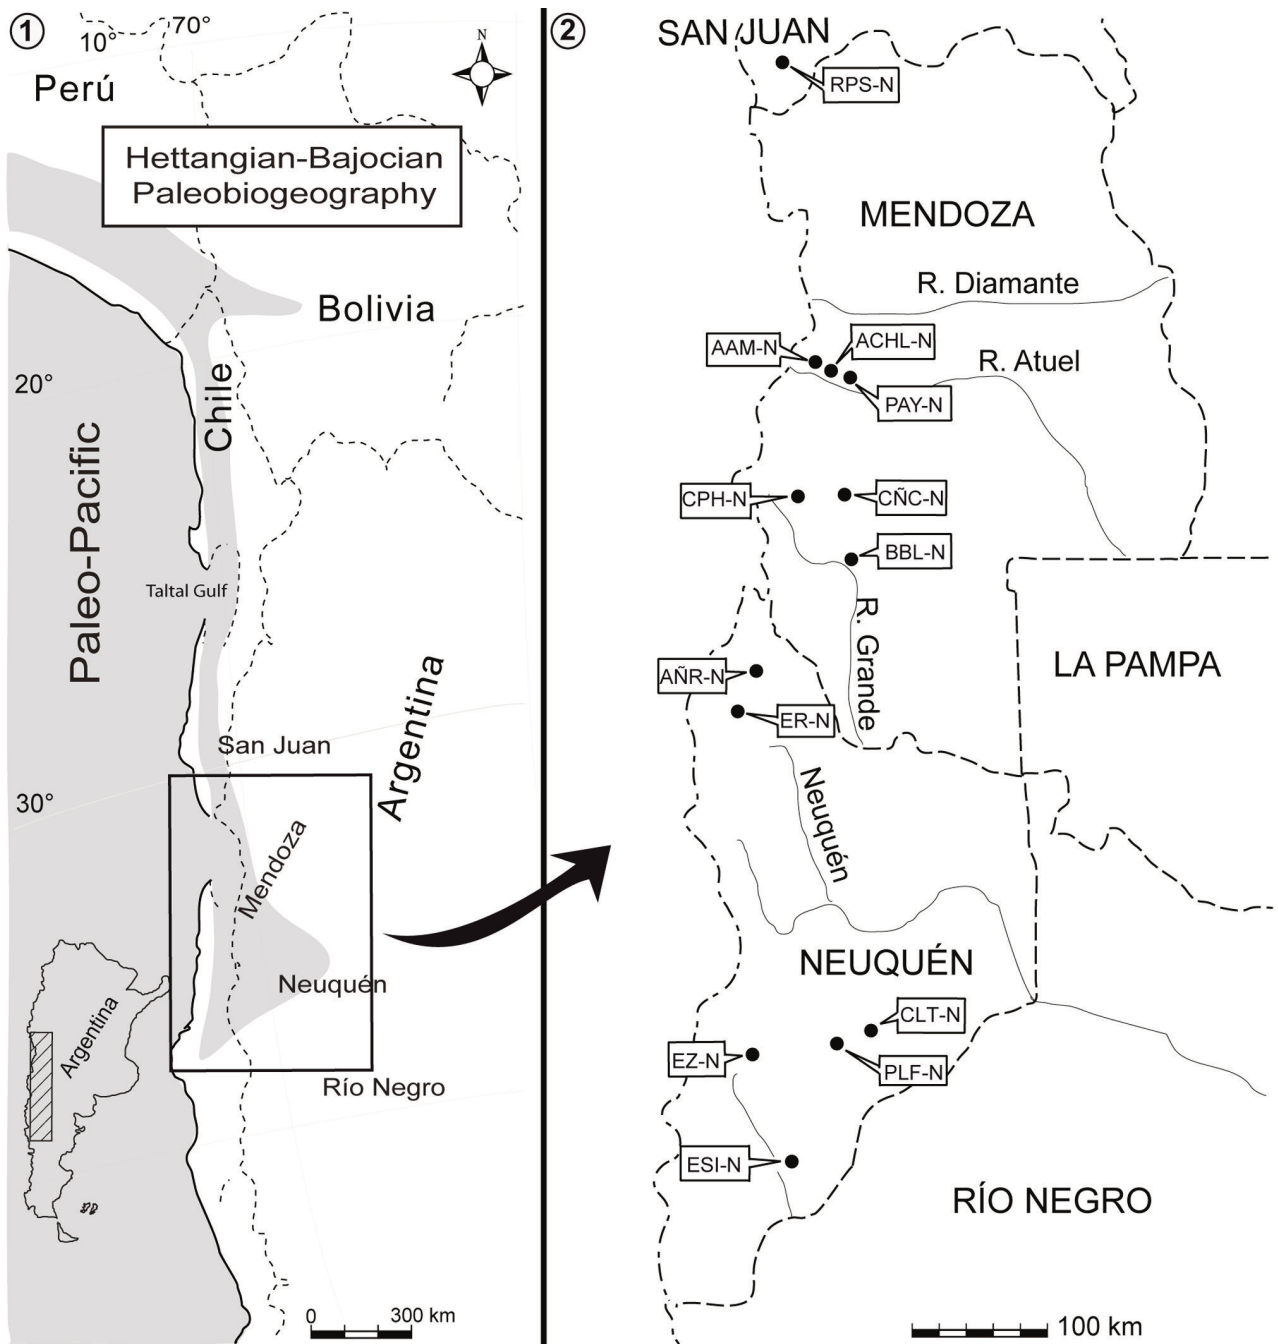 1
70°
10°
N
Perú
Hettangian-Bajocian
Paleobiogeography
Bolivia
20°
Chile
Paleo-Pacific
Taltal Gulf
Argentina
San Juan
30°
Mendoza
Neuquén
Argentina
Río Negro
0 300 km
2
SAN JUAN
RPS-N
MENDOZA
R. Diamante
AAM-N
ACHL-N
R. Atuel
PAY-N
CPH-N
CÑC-N
BBL-N
R. Grande
LA PAMPA
AÑR-N
ER-N
Neuquén
NEUQUÉN
CLT-N
EZ-N
PLF-N
ESI-N
RÍO NEGRO
100 km